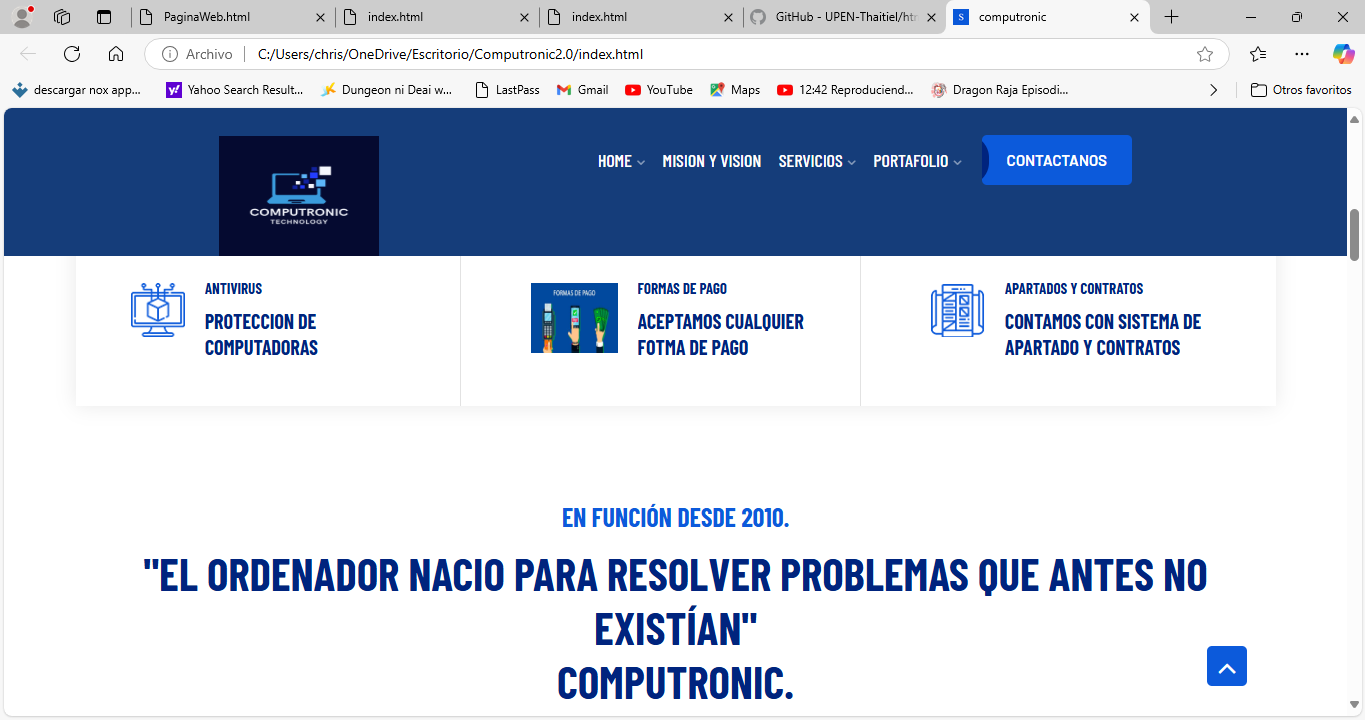 PaginaWeb.html
index.html
index.html
GitHub - UPEN-Thaitiel/htm
S
computronic
Archivo
C:/Users/chris/OneDrive/Escritorio/Computronic2.0/index.html
descargar nox app...
Yahoo Search Result...
Dungeon ni Deai w...
LastPass
Gmail
YouTube
Maps
12:42 Reproduciend...
Dragon Raja Episodi...
Otros favoritos
COMPUTRONIC
TECHNOLOGY
HOME
MISION Y VISION
SERVICIOS
PORTAFOLIO
CONTACTANOS
ANTIVIRUS
PROTECCION DE
COMPUTADORAS
FORMAS DE PAGO
FORMAS DE PAGO
ACEPTAMOS CUALQUIER
FOTMA DE PAGO
APARTADOS Y CONTRATOS
CONTAMOS CON SISTEMA DE
APARTADO Y CONTRATOS
EN FUNCIÓN DESDE 2010.
"EL ORDENADOR NACIO PARA RESOLVER PROBLEMAS QUE ANTES NO
EXISTÍAN"
COMPUTRONIC.